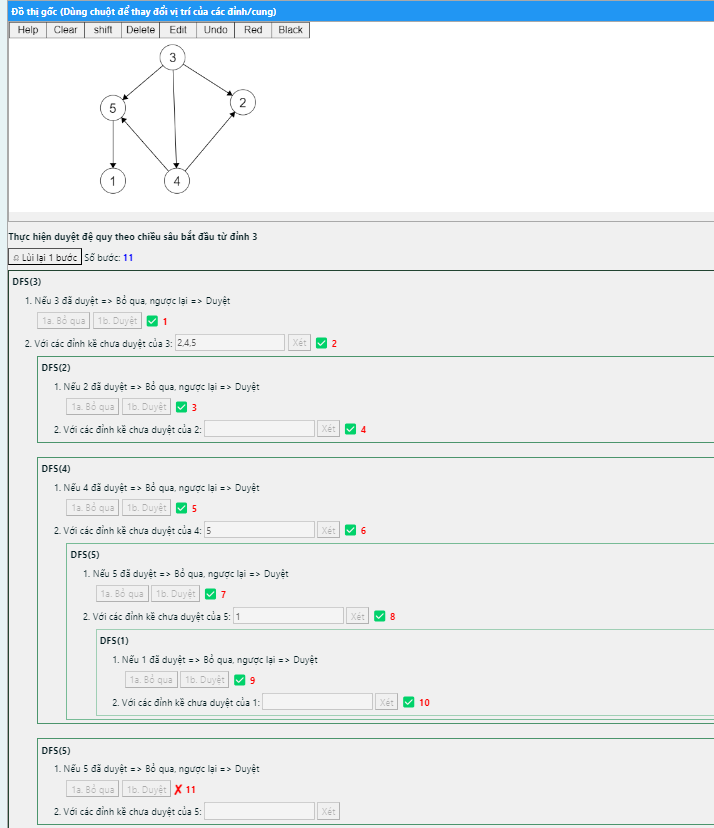 Đồ thị gốc (Dùng chuột để thay đổi vị trí của các đỉnh/cung)
Help Clear shift Delete Edit Undo Red Black
3
5 2
1 4
Thực hiện duyệt đệ quy theo chiều sâu bắt đầu từ đỉnh 3
Lùi lại 1 bước Số bước: 11
DFS(3)
1. Nếu 3 đã duyệt => Bỏ qua, ngược lại => Duyệt
1a. Bỏ qua 1b. Duyệt 1
2. Với các đỉnh kề chưa duyệt của 3: 2,4,5 Xét 2
DFS(2)
1. Nếu 2 đã duyệt => Bỏ qua, ngược lại => Duyệt
1a. Bỏ qua 1b. Duyệt 3
2. Với các đỉnh kề chưa duyệt của 2: Xét 4
DFS(4)
1. Nếu 4 đã duyệt => Bỏ qua, ngược lại => Duyệt
1a. Bỏ qua 1b. Duyệt 5
2. Với các đỉnh kề chưa duyệt của 4: 5 Xét 6
DFS(5)
1. Nếu 5 đã duyệt => Bỏ qua, ngược lại => Duyệt
1a. Bỏ qua 1b. Duyệt 7
2. Với các đỉnh kề chưa duyệt của 5: 1 Xét 8
DFS(1)
1. Nếu 1 đã duyệt => Bỏ qua, ngược lại => Duyệt
1a. Bỏ qua 1b. Duyệt 9
2. Với các đỉnh kề chưa duyệt của 1: Xét 10
DFS(5)
1. Nếu 5 đã duyệt => Bỏ qua, ngược lại => Duyệt
1a. Bỏ qua 1b. Duyệt ✗ 11
2. Với các đỉnh kề chưa duyệt của 5: Xét